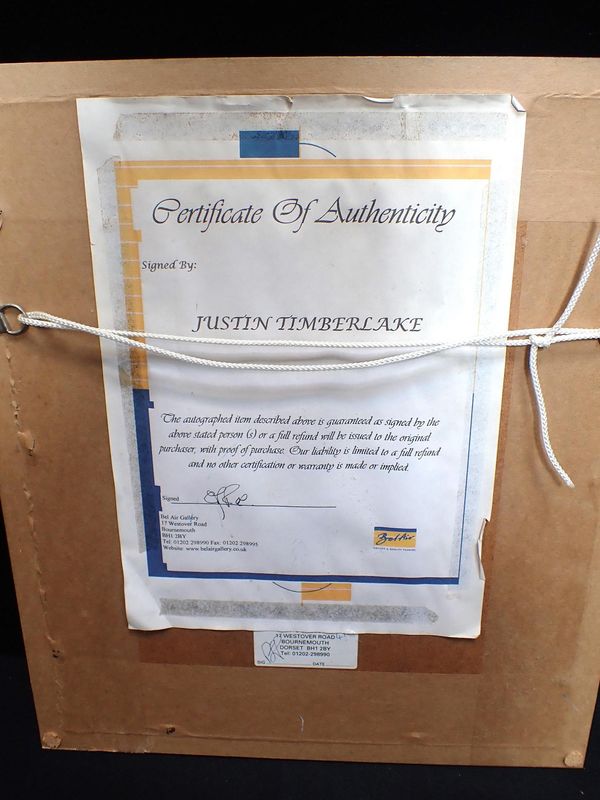 Certificate Of Authenticity
Signed By:
JUSTIN TIMBERLAKE
The autographed item described above is guaranteed as signed by the
above stated person (s) or a full refund will be issued to the original
purchaser, with proof of purchase. Our liability is limited to a full refund
and no other certification or warranty is made or implied.
Signed
Bel Air Gallery
17 Westover Road
Bournemouth
BH1 2BY
Tel: 01202 298990 Fax: 01202 298995
Website: www.belairgallery.co.uk
Bel Air
17 WESTOVER ROAD
BOURNEMOUTH
DORSET BH1 2BY
Tel: 01202-298990
SIG
DATE